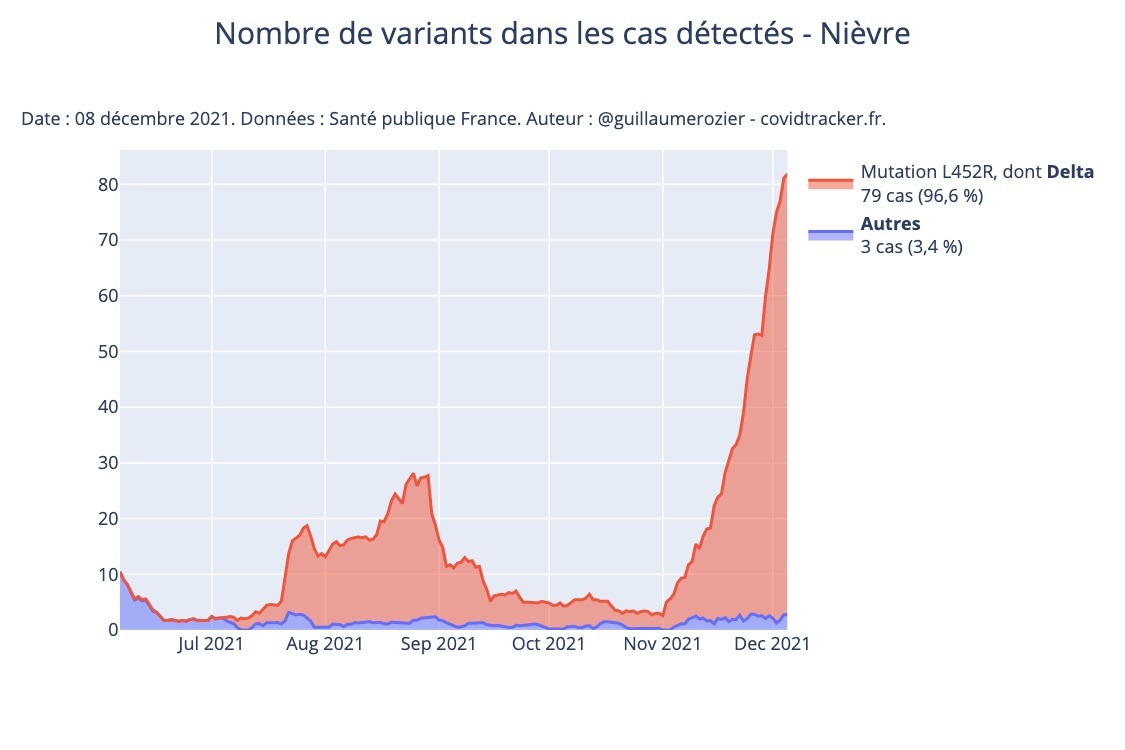 Nombre de variants dans les cas détectés - Nièvre
Date : 08 décembre 2021. Données : Santé publique France. Auteur : @guillaumerozier - covidtracker.fr.
Mutation L452R, dont Delta
79 cas (96,6 %)
Autres
3 cas (3,4 %)
80
70
60
50
40
30
20
10
0
Jul 2021
Aug 2021
Sep 2021
Oct 2021
Nov 2021
Dec 2021